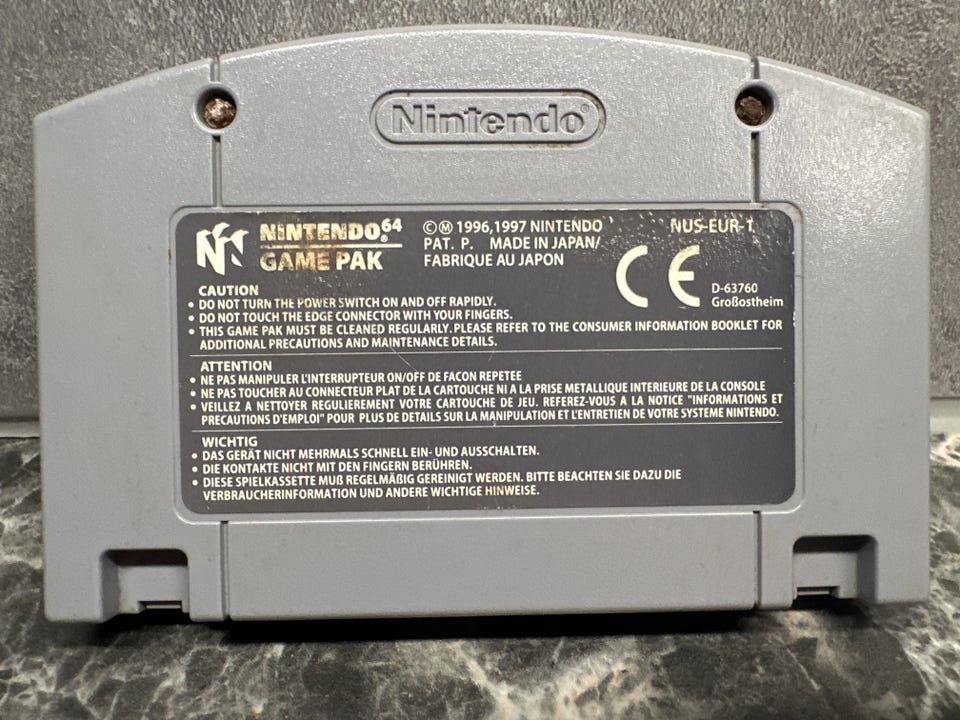 Nintendo®
NINTENDO®64
GAME PAK
©Ⓜ 1996,1997 NINTENDO
PAT. P. MADE IN JAPAN/
FABRIQUE AU JAPON
NUS-EUR-1
CE
D-63760
Großostheim
CAUTION
• DO NOT TURN THE POWER SWITCH ON AND OFF RAPIDLY.
• DO NOT TOUCH THE EDGE CONNECTOR WITH YOUR FINGERS.
• THIS GAME PAK MUST BE CLEANED REGULARLY. PLEASE REFER TO THE CONSUMER INFORMATION BOOKLET FOR
ADDITIONAL PRECAUTIONS AND MAINTENANCE DETAILS.
ATTENTION
• NE PAS MANIPULER L'INTERRUPTEUR ON/OFF DE FACON REPETEE
• NE PAS TOUCHER AU CONNECTEUR PLAT DE LA CARTOUCHE NI A LA PRISE METALLIQUE INTERIEURE DE LA CONSOLE
• VEILLEZ A NETTOYER REGULIEREMENT VOTRE CARTOUCHE DE JEU. REFEREZ-VOUS A LA NOTICE "INFORMATIONS ET
PRECAUTIONS D'EMPLOI" POUR PLUS DE DETAILS SUR LA MANIPULATION ET L'ENTRETIEN DE VOTRE SYSTEME NINTENDO.
WICHTIG
• DAS GERÄT NICHT MEHRMALS SCHNELL EIN- UND AUSSCHALTEN.
• DIE KONTAKTE NICHT MIT DEN FINGERN BERÜHREN.
• DIESE SPIELKASSETTE MUß REGELMÄßIG GEREINIGT WERDEN. BITTE BEACHTEN SIE DAZU DIE
VERBRAUCHERINFORMATION UND ANDERE WICHTIGE HINWEISE.